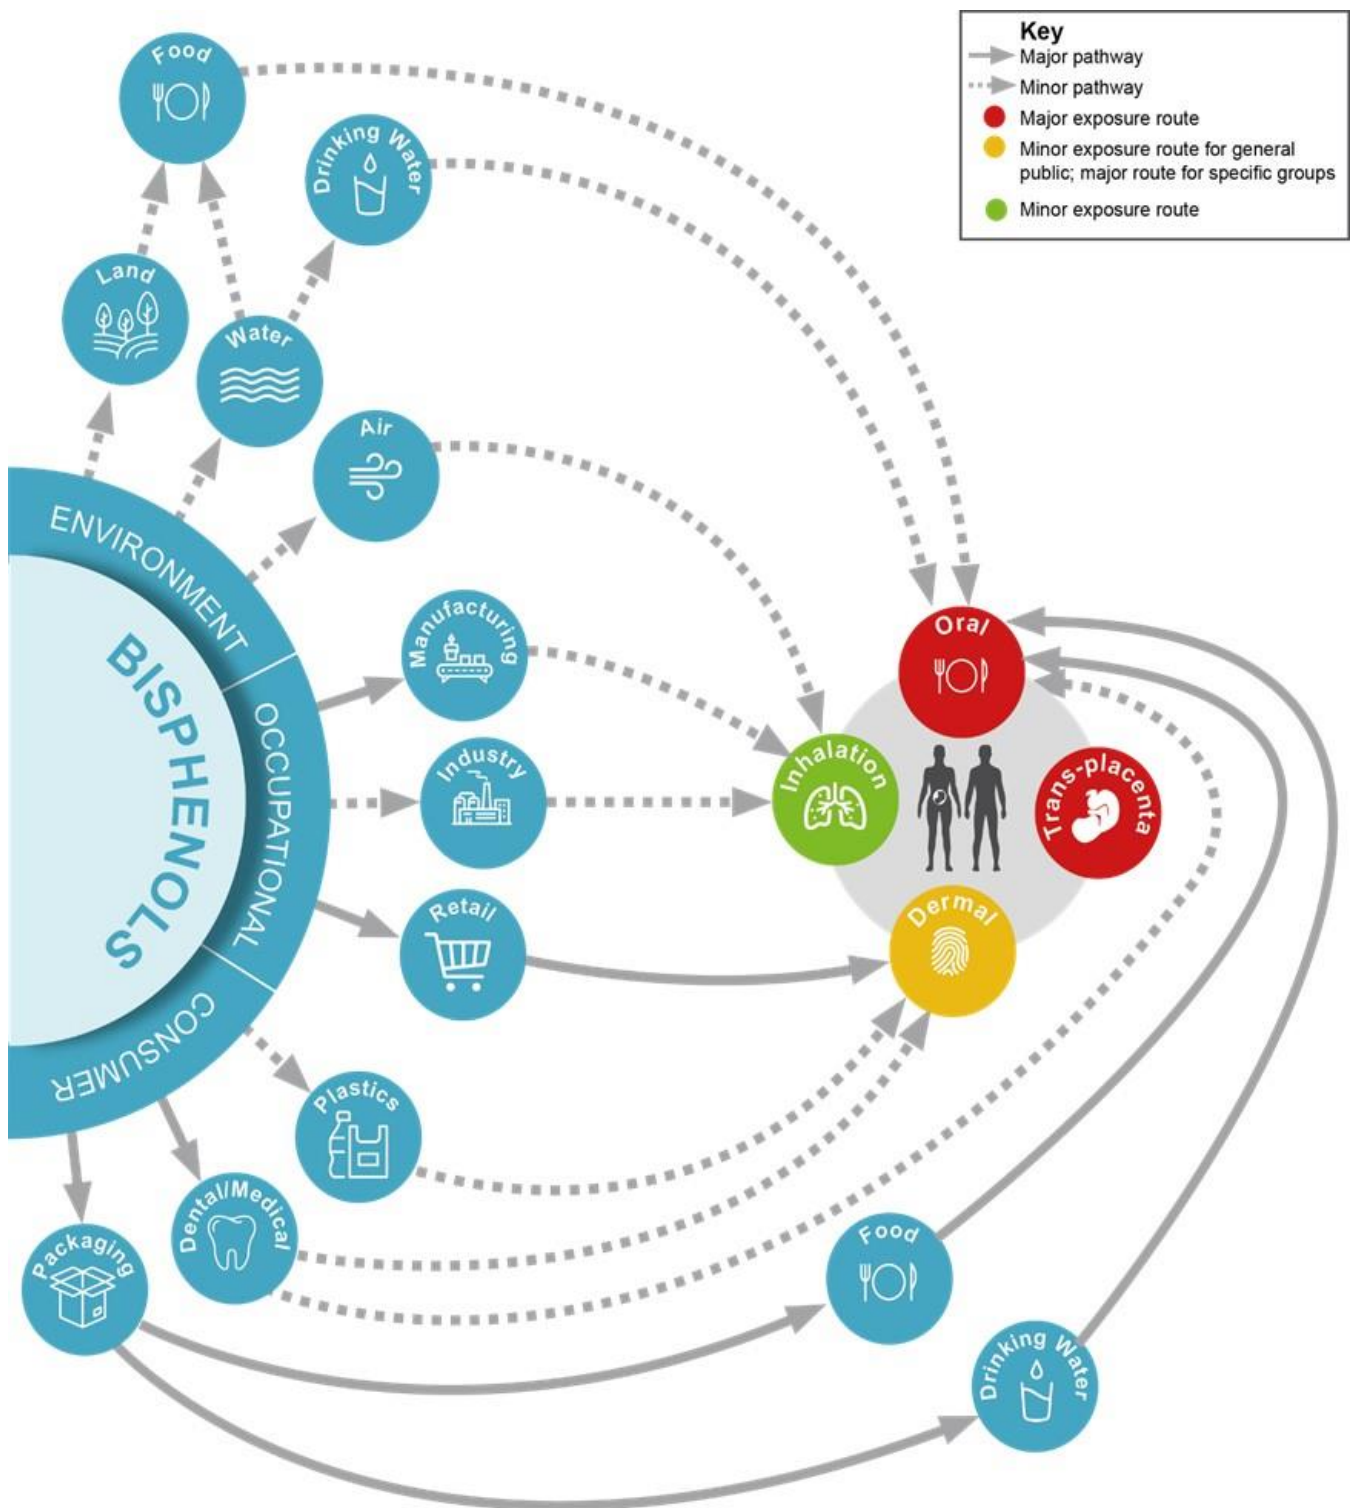 Key
Major pathway
Minor pathway
Major exposure route
Minor exposure route for general
public; major route for specific groups
Minor exposure route
Food
Drinking Water
Land
Water
Air
ENVIRONMENT
OCCUPATIONAL
CONSUMER
BISPHENOLS
Manufacturing
Industry
Retail
Plastics
Dental/Medical
Packaging
Oral
Inhalation
Trans-placenta
Dermal
Food
Drinking Water